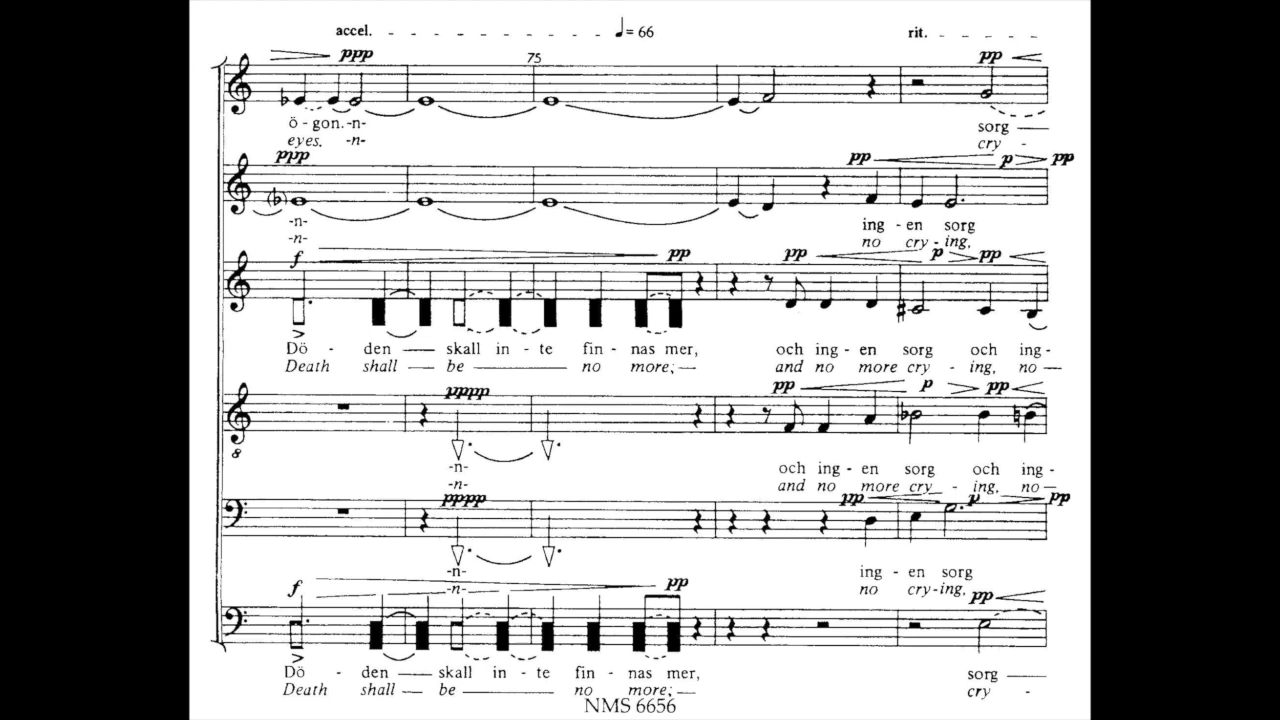 accel. = 66 rit.
ppp 75 pp
ö - gon.-n- sorg
eyes. -n- cry -
ppp pp p pp
-n- ing - en sorg
-n- no cry - ing,
f pp pp p pp
Dö - den skall in - te fin - nas mer, och ing - en sorg och ing -
Death shall be no more; and no more cry - ing, no
pppp pp p pp
8
-n- och ing - en sorg och ing -
-n- and no more cry - ing, no
pppp pp p pp
-n- ing - en sorg
-n- no cry-ing,
f pp pp
Dö - den skall in - te fin - nas mer, sorg
Death shall be no more; cry -
NMS 6656